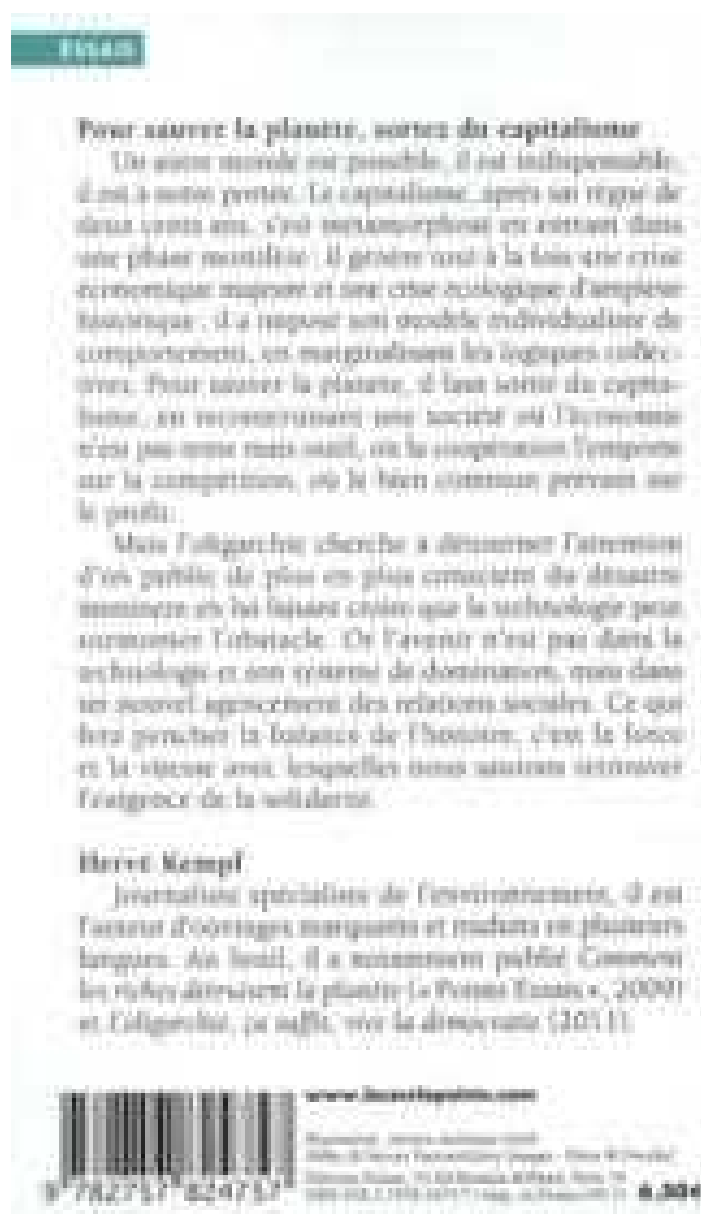 ESSAIS
Pour sauver la planète, sortez du capitalisme
Un autre monde est possible, il est indispensable,
il est à notre portée. Le capitalisme, après un règne de
deux cents ans, s'est métamorphosé en entrant dans
une phase mortifère : il génère tout à la fois une crise
économique majeure et une crise écologique d'ampleur
historique ; il a imposé son modèle individualiste de
comportement, en marginalisant les logiques collec-
tives. Pour sauver la planète, il faut sortir du capita-
lisme, en reconstruisant une société où l'économie
n'est pas reine mais outil, où la coopération l'emporte
sur la compétition, où le bien commun prévaut sur
le profit.
Mais l'oligarchie cherche à détourner l'attention
d'un public de plus en plus conscient du désastre
imminent en lui faisant croire que la technologie peut
surmonter l'obstacle. Or l'avenir n'est pas dans la
technologie et son système de domination, mais dans
un nouvel agencement des relations sociales. Ce qui
fera pencher la balance de l'histoire, c'est la force
et la vitesse avec lesquelles nous saurons retrouver
l'exigence de la solidarité.
Hervé Kempf
Journaliste spécialiste de l'environnement, il est
l'auteur d'ouvrages marquants et traduits en plusieurs
langues. Au Seuil, il a notamment publié Comment
les riches détruisent la planète (« Points Essais », 2009)
et L'oligarchie, ça suffit, vive la démocratie (2011).
www.lecerclepoints.com
9 782757 824757